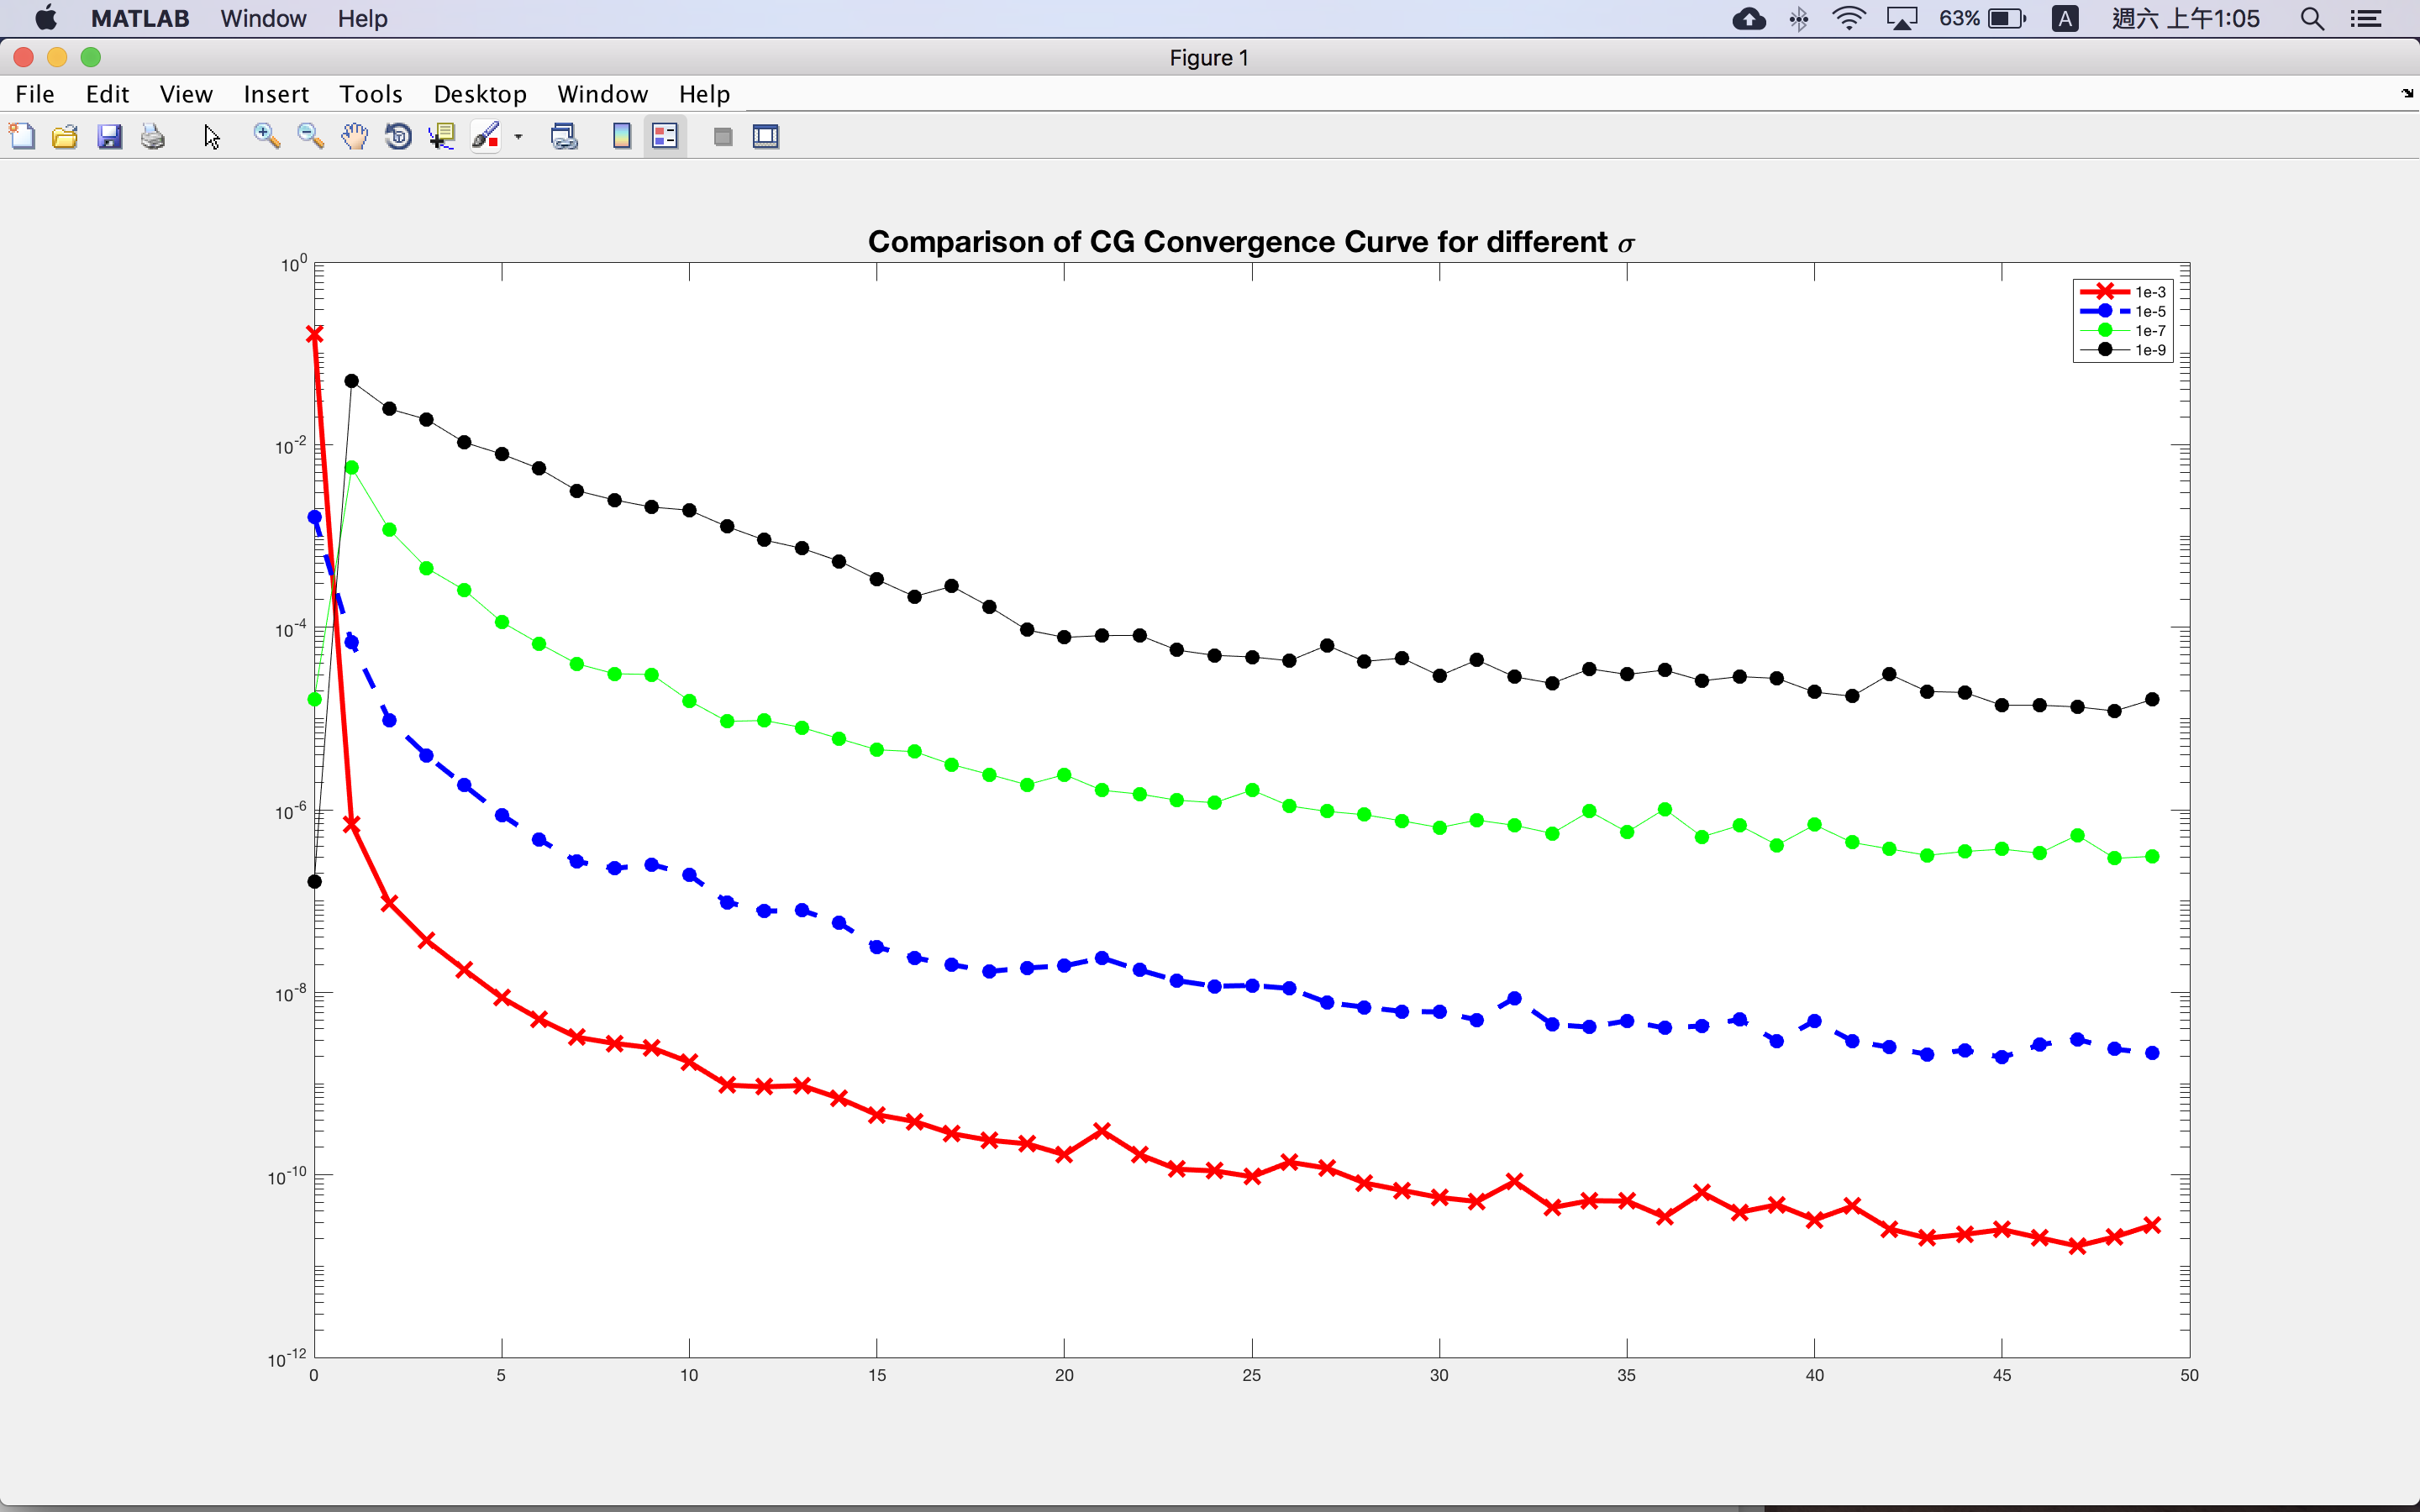 MATLAB Window Help 63% A 週六 上午1:05
Figure 1
File Edit View Insert Tools Desktop Window Help
Comparison of CG Convergence Curve for different σ
1e-3
1e-5
1e-7
1e-9
10^0
10^-2
10^-4
10^-6
10^-8
10^-10
10^-12
0 5 10 15 20 25 30 35 40 45 50